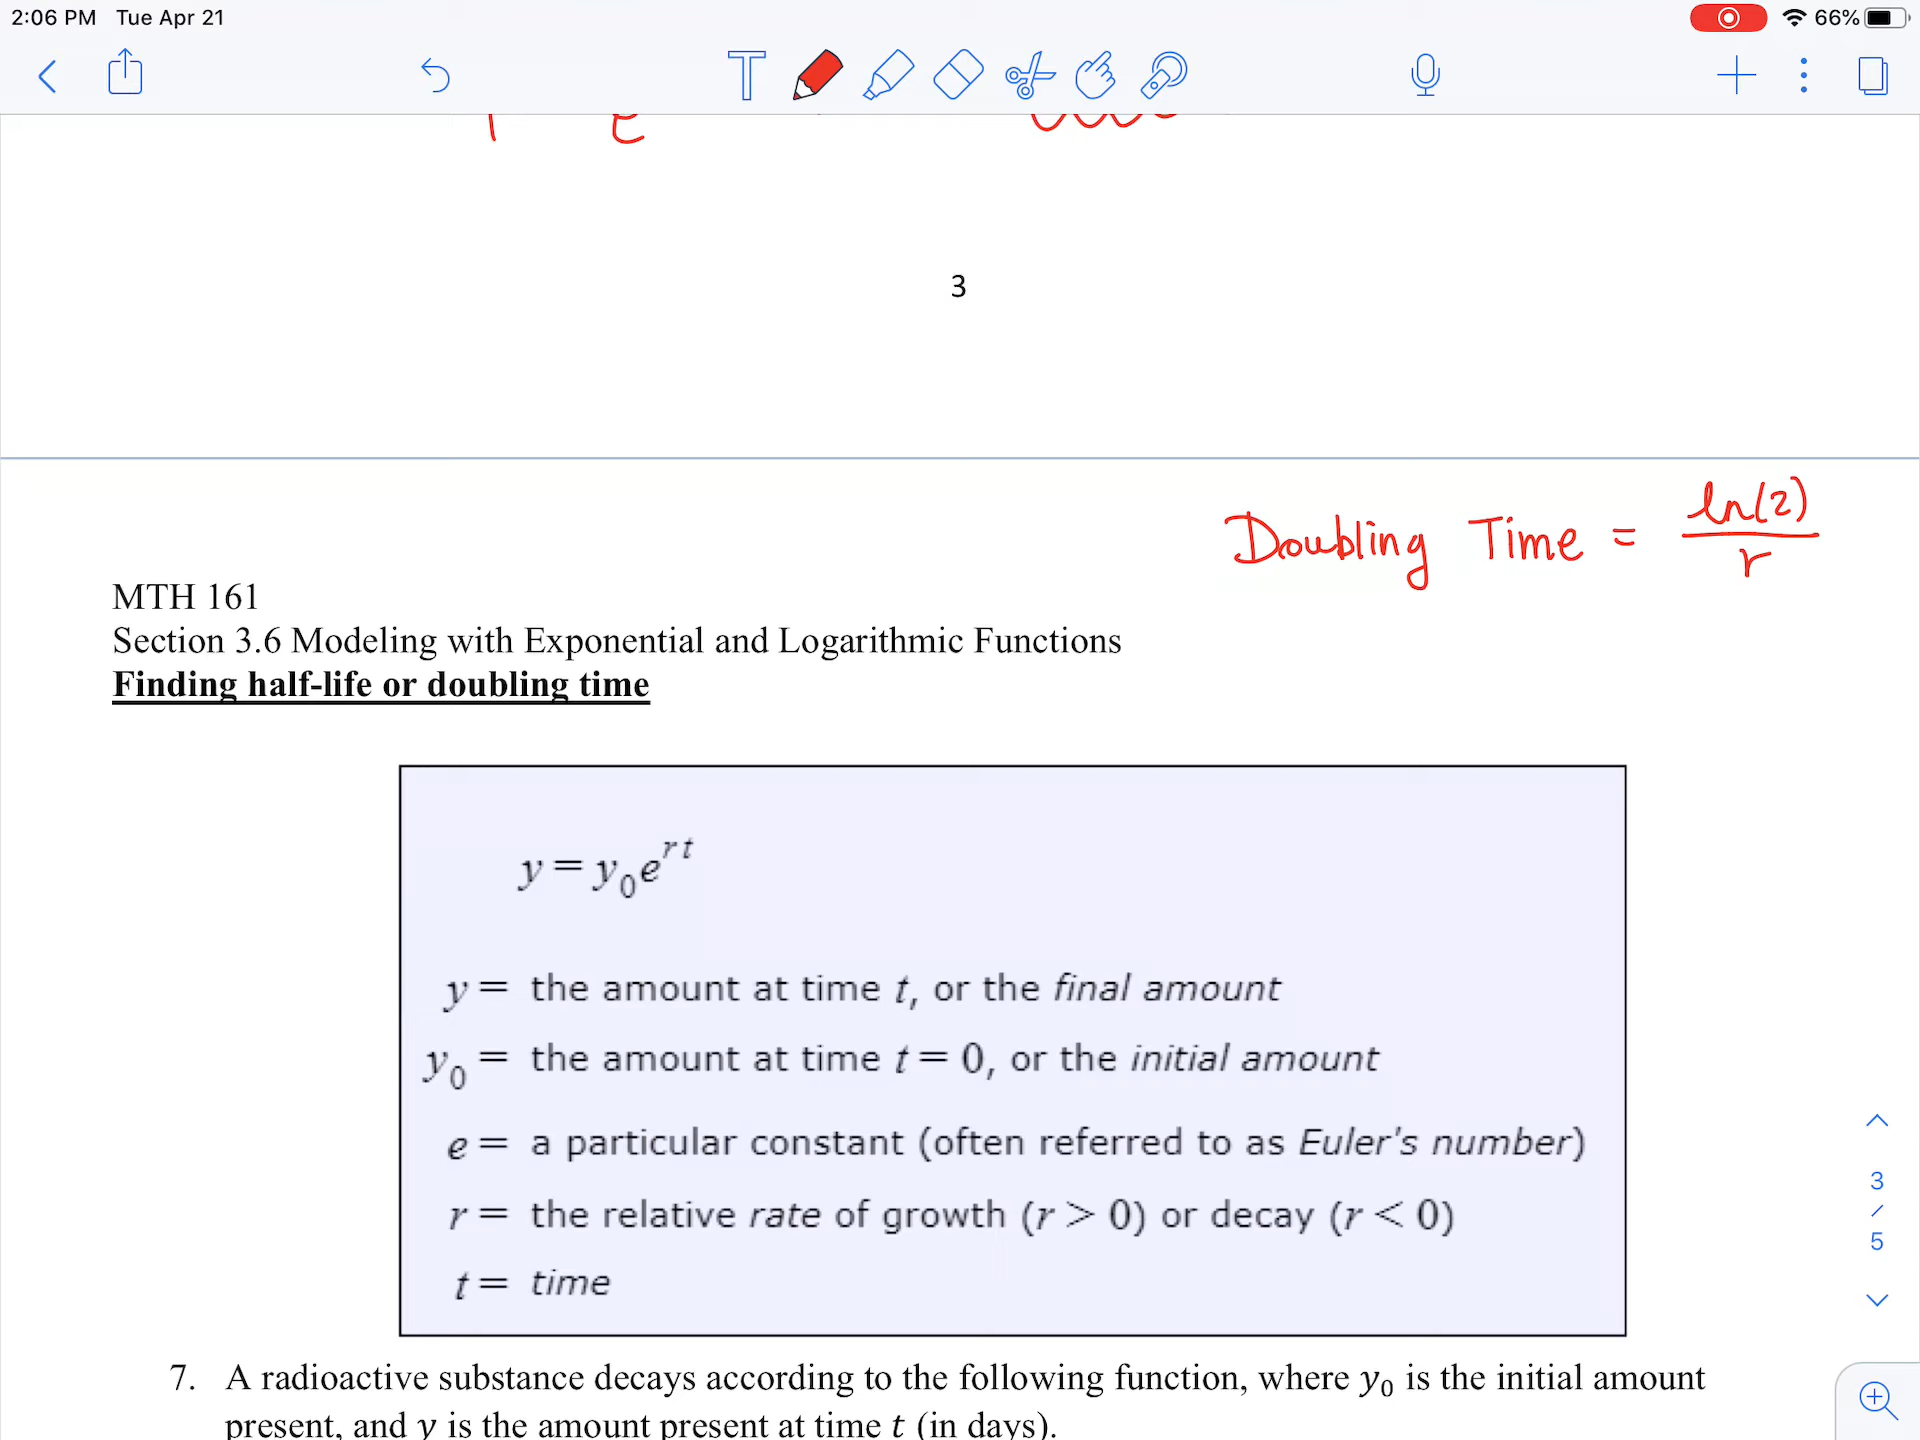 2:06 PM Tue Apr 21
66%
T
3
Doubling Time = ln(2) / r
MTH 161
Section 3.6 Modeling with Exponential and Logarithmic Functions
Finding half-life or doubling time
y = y₀e^{rt}
y = the amount at time t, or the final amount
y₀ = the amount at time t = 0, or the initial amount
e = a particular constant (often referred to as Euler's number)
r = the relative rate of growth (r > 0) or decay (r < 0)
t = time
3
/
5
7. A radioactive substance decays according to the following function, where y₀ is the initial amount
present, and y is the amount present at time t (in days).